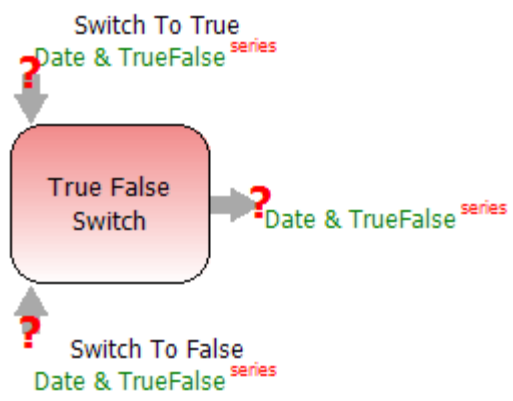 Switch To True
? Date & TrueFalse series
True False
Switch
? Date & TrueFalse series
? Switch To False
Date & TrueFalse series